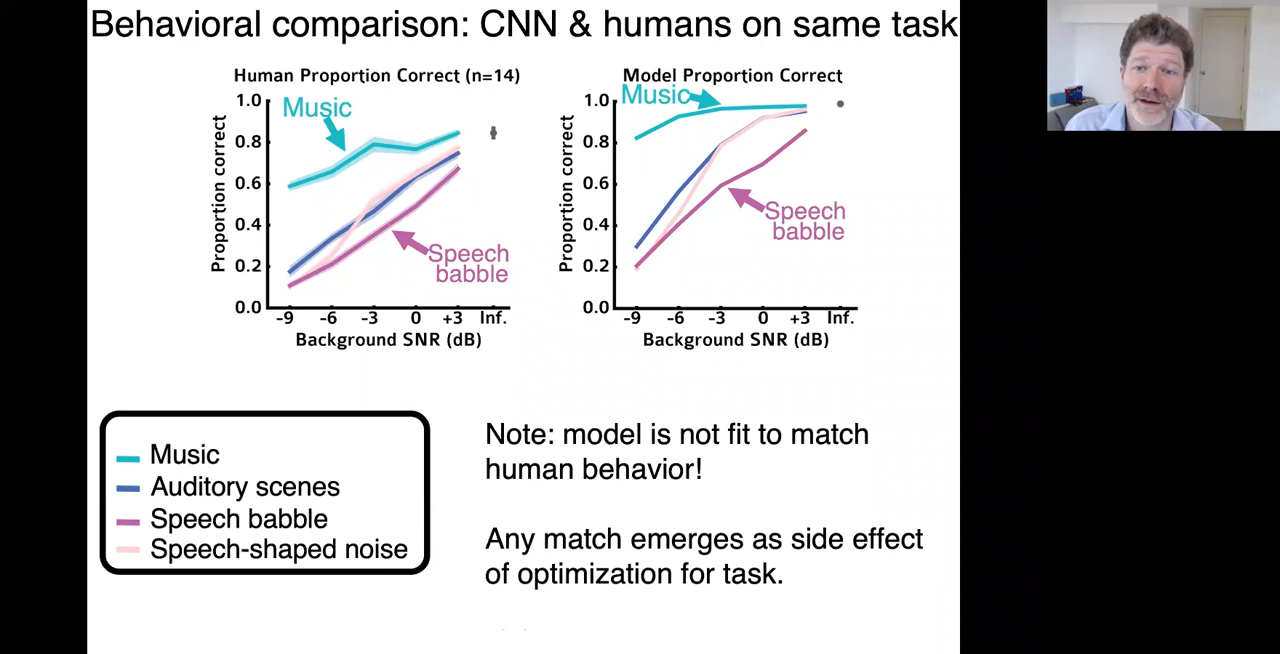 Behavioral comparison: CNN & humans on same task
Human Proportion Correct (n=14)
Proportion correct
1.0
0.8
0.6
0.4
0.2
0.0
Music
Speech
babble
-9 -6 -3 0 +3 Inf.
Background SNR (dB)
Model Proportion Correct
Proportion correct
1.0
0.8
0.6
0.4
0.2
0.0
Music
Speech
babble
-9 -6 -3 0 +3 Inf.
Background SNR (dB)
Music
Auditory scenes
Speech babble
Speech-shaped noise
Note: model is not fit to match
human behavior!
Any match emerges as side effect
of optimization for task.